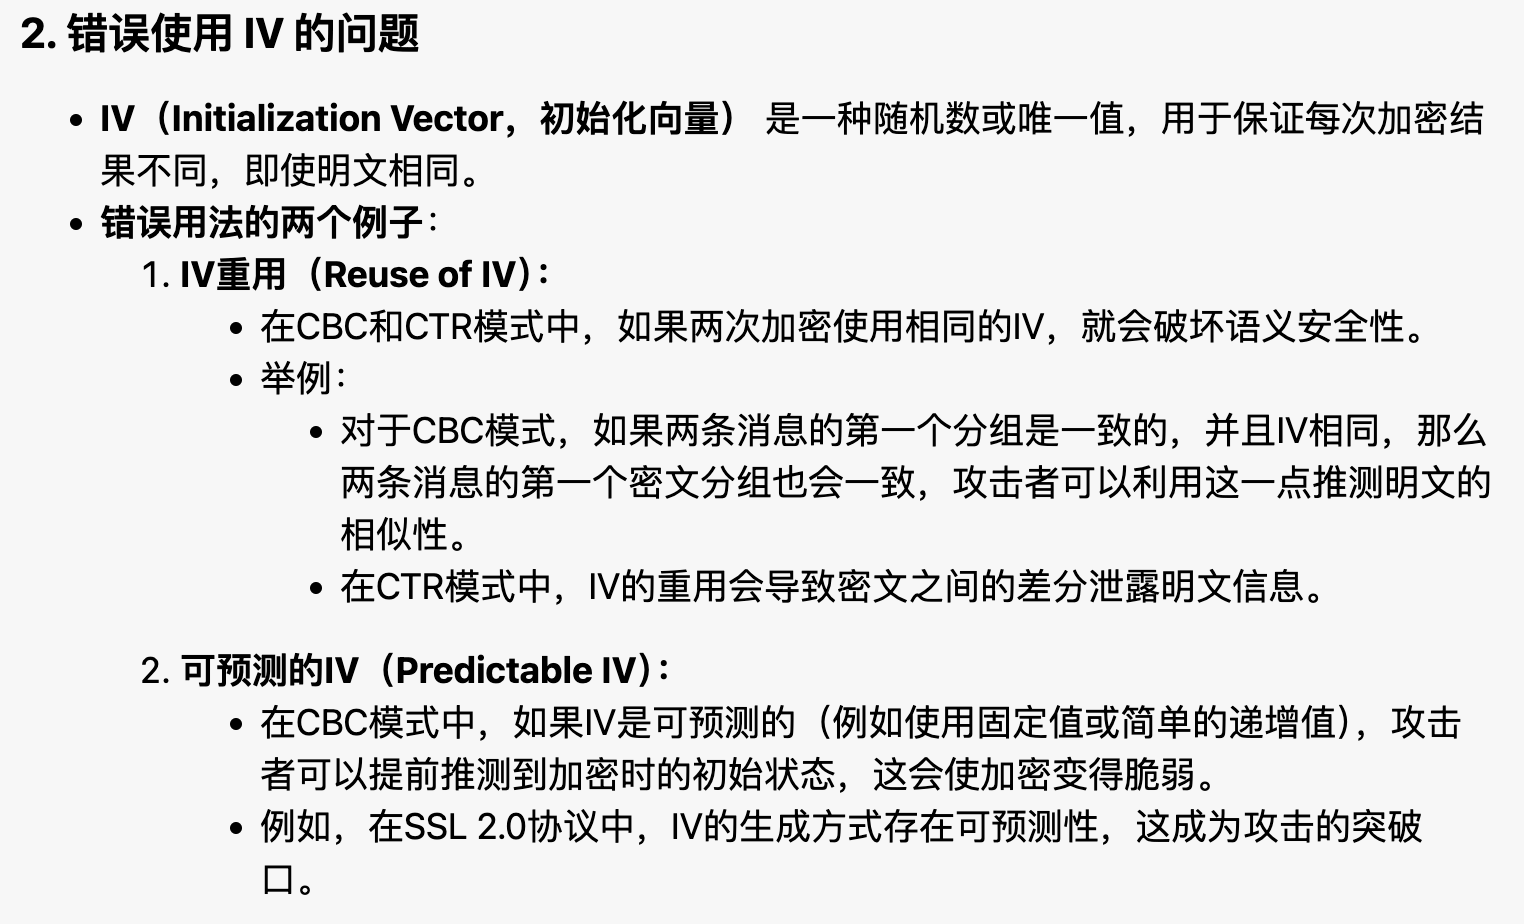 2. 错误使用 IV 的问题
• IV（Initialization Vector，初始化向量） 是一种随机数或唯一值，用于保证每次加密结
果不同，即使明文相同。
• 错误用法的两个例子：
1. IV重用（Reuse of IV）：
• 在CBC和CTR模式中，如果两次加密使用相同的IV，就会破坏语义安全性。
• 举例：
• 对于CBC模式，如果两条消息的第一个分组是一致的，并且IV相同，那么
两条消息的第一个密文分组也会一致，攻击者可以利用这一点推测明文的
相似性。
• 在CTR模式中，IV的重用会导致密文之间的差分泄露明文信息。
2. 可预测的IV（Predictable IV）：
• 在CBC模式中，如果IV是可预测的（例如使用固定值或简单的递增值），攻击
者可以提前推测到加密时的初始状态，这会使加密变得脆弱。
• 例如，在SSL 2.0协议中，IV的生成方式存在可预测性，这成为攻击的突破
口。